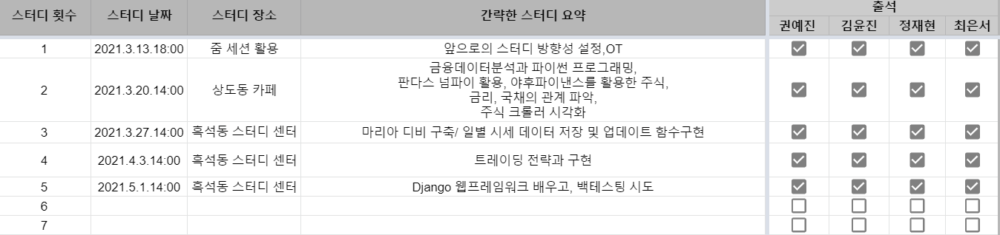 스터디 횟수 스터디 날짜 스터디 장소 간략한 스터디 요약 출석
권예진 김윤진 정재현 최은서
1 2021.3.13.18:00 줌 세션 활용 앞으로의 스터디 방향성 설정,OT
2 2021.3.20.14:00 상도동 카페 금융데이터분석과 파이썬 프로그래밍,
판다스 넘파이 활용, 야후파이낸스를 활용한 주식,
금리, 국채의 관계 파악,
주식 크롤러 시각화
3 2021.3.27.14:00 흑석동 스터디 센터 마리아 디비 구축/ 일별 시세 데이터 저장 및 업데이트 함수구현
4 2021.4.3.14:00 흑석동 스터디 센터 트레이딩 전략과 구현
5 2021.5.1.14:00 흑석동 스터디 센터 Django 웹프레임워크 배우고, 백테스팅 시도
6
7